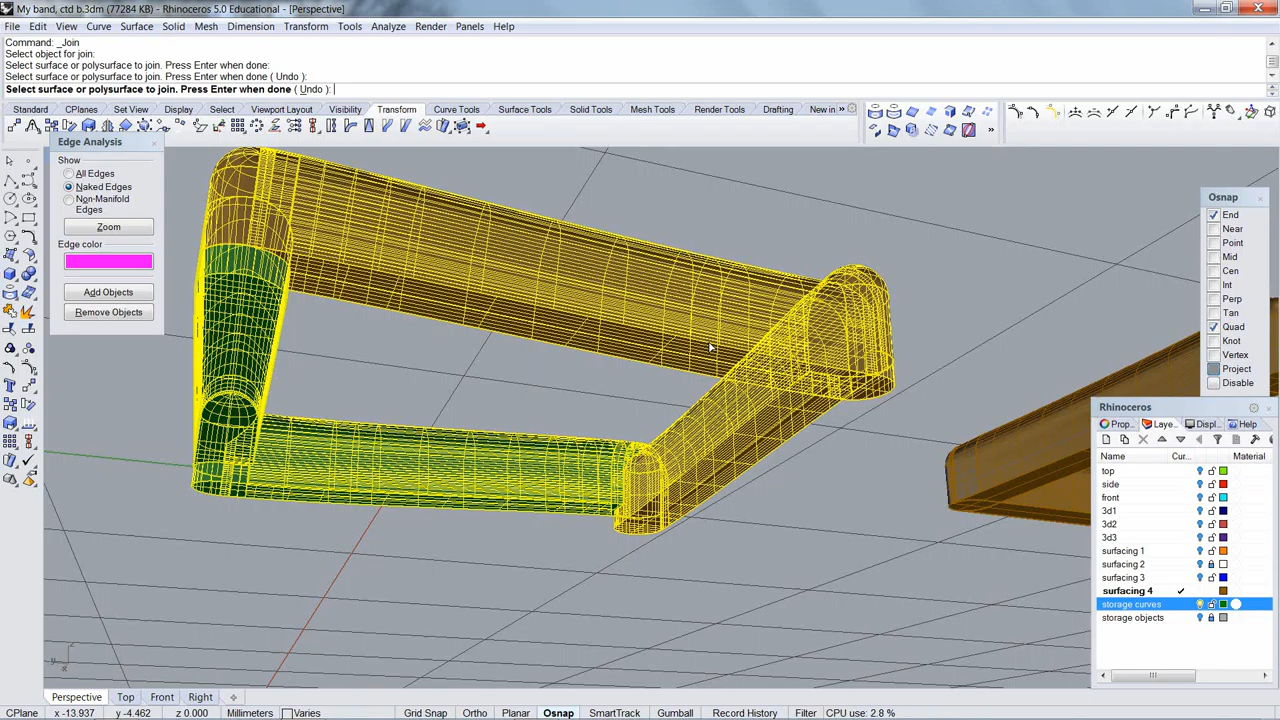 My band, ctd b.3dm (77284 KB) - Rhinoceros 5.0 Educational - [Perspective]
File Edit View Curve Surface Solid Mesh Dimension Transform Tools Analyze Render Panels Help
Command: _Join
Select object for join:
Select surface or polysurface to join. Press Enter when done:
Select surface or polysurface to join. Press Enter when done ( Undo ):
Select surface or polysurface to join. Press Enter when done ( Undo ):
Standard CPlanes Set View Display Select Viewport Layout Transform Curve Tools Surface Tools Solid Tools Mesh Tools Render Tools Drafting New in »
Edge Analysis
Show
All Edges
Naked Edges
Non-Manifold
Edges
Zoom
Edge color
Add Objects
Remove Objects
Osnap
End
Near
Point
Mid
Cen
Int
Perp
Tan
Quad
Knot
Vertex
Project
Disable
Rhinoceros
Prop... Laye... Displ... Help
Name Cur... Material
top
side
front
3d1
3d2
3d3
surfacing 1
surfacing 2
surfacing 3
surfacing 4
storage curves
storage objects
Perspective Top Front Right
CPlane x -13.937 y -4.462 z 0.000 Millimeters Varies Grid Snap Ortho Planar Osnap SmartTrack Gumball Record History Filter CPU use: 2.8 %